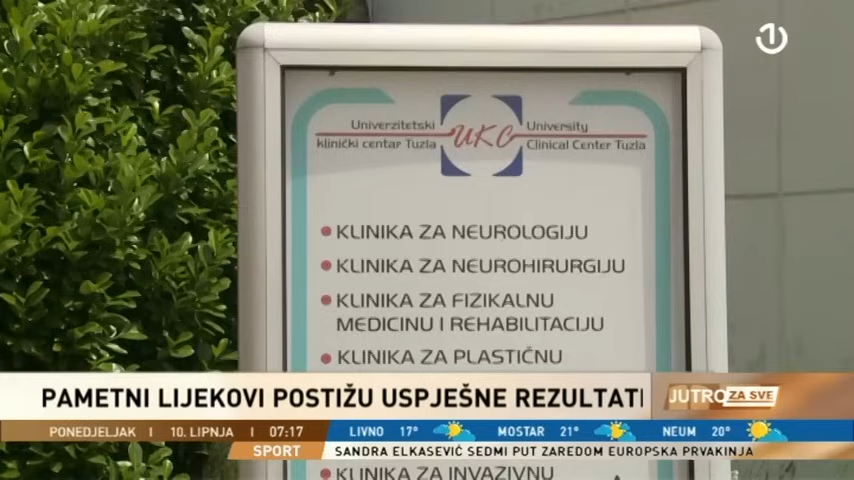 Univerzitetski
klinički centar Tuzla
UKC
University
Clinical Center Tuzla
KLINIKA ZA NEUROLOGIJU
KLINIKA ZA NEUROHIRURGIJU
KLINIKA ZA FIZIKALNU
MEDICINU I REHABILITACIJU
KLINIKA ZA PLASTIČNU
PAMETNI LIJEKOVI POSTIŽU USPJEŠNE REZULTATI
JUTRO ZA SVE
PONEDJELJAK | 10. LIPNJA | 07:17 LIVNO 17° MOSTAR 21° NEUM 20°
SPORT SANDRA ELKASEVIĆ SEDMI PUT ZAREDOM EUROPSKA PRVAKINJA
KLINIKA ZA INVAZIVNU
1